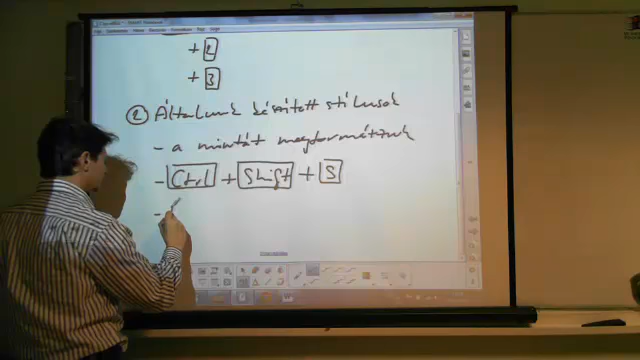 + 2
+ 3
② Általunk készített stílusok
- a mintát megformázzuk
- Ctrl + Shift + S
-